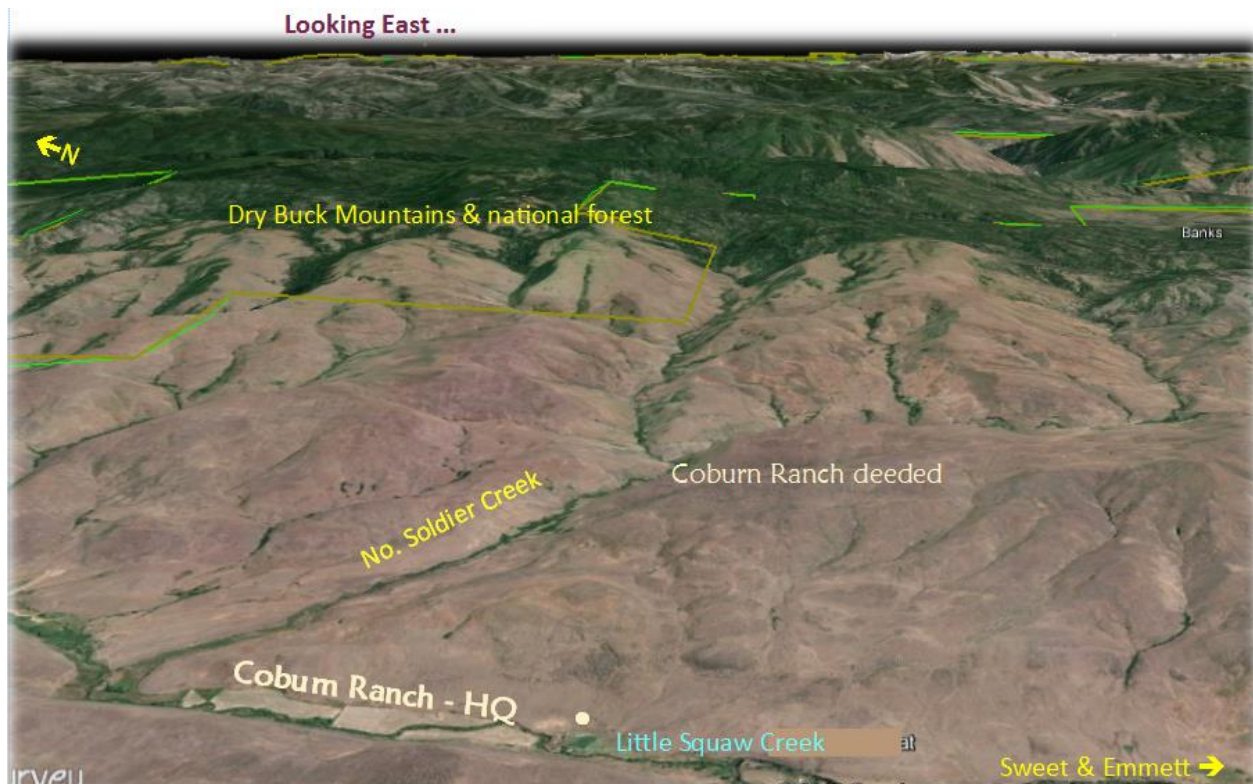 Looking East ...
N
Dry Buck Mountains & national forest
Banks
Coburn Ranch deeded
No. Soldier Creek
Coburn Ranch - HQ
Little Squaw Creek
Sweet & Emmett →